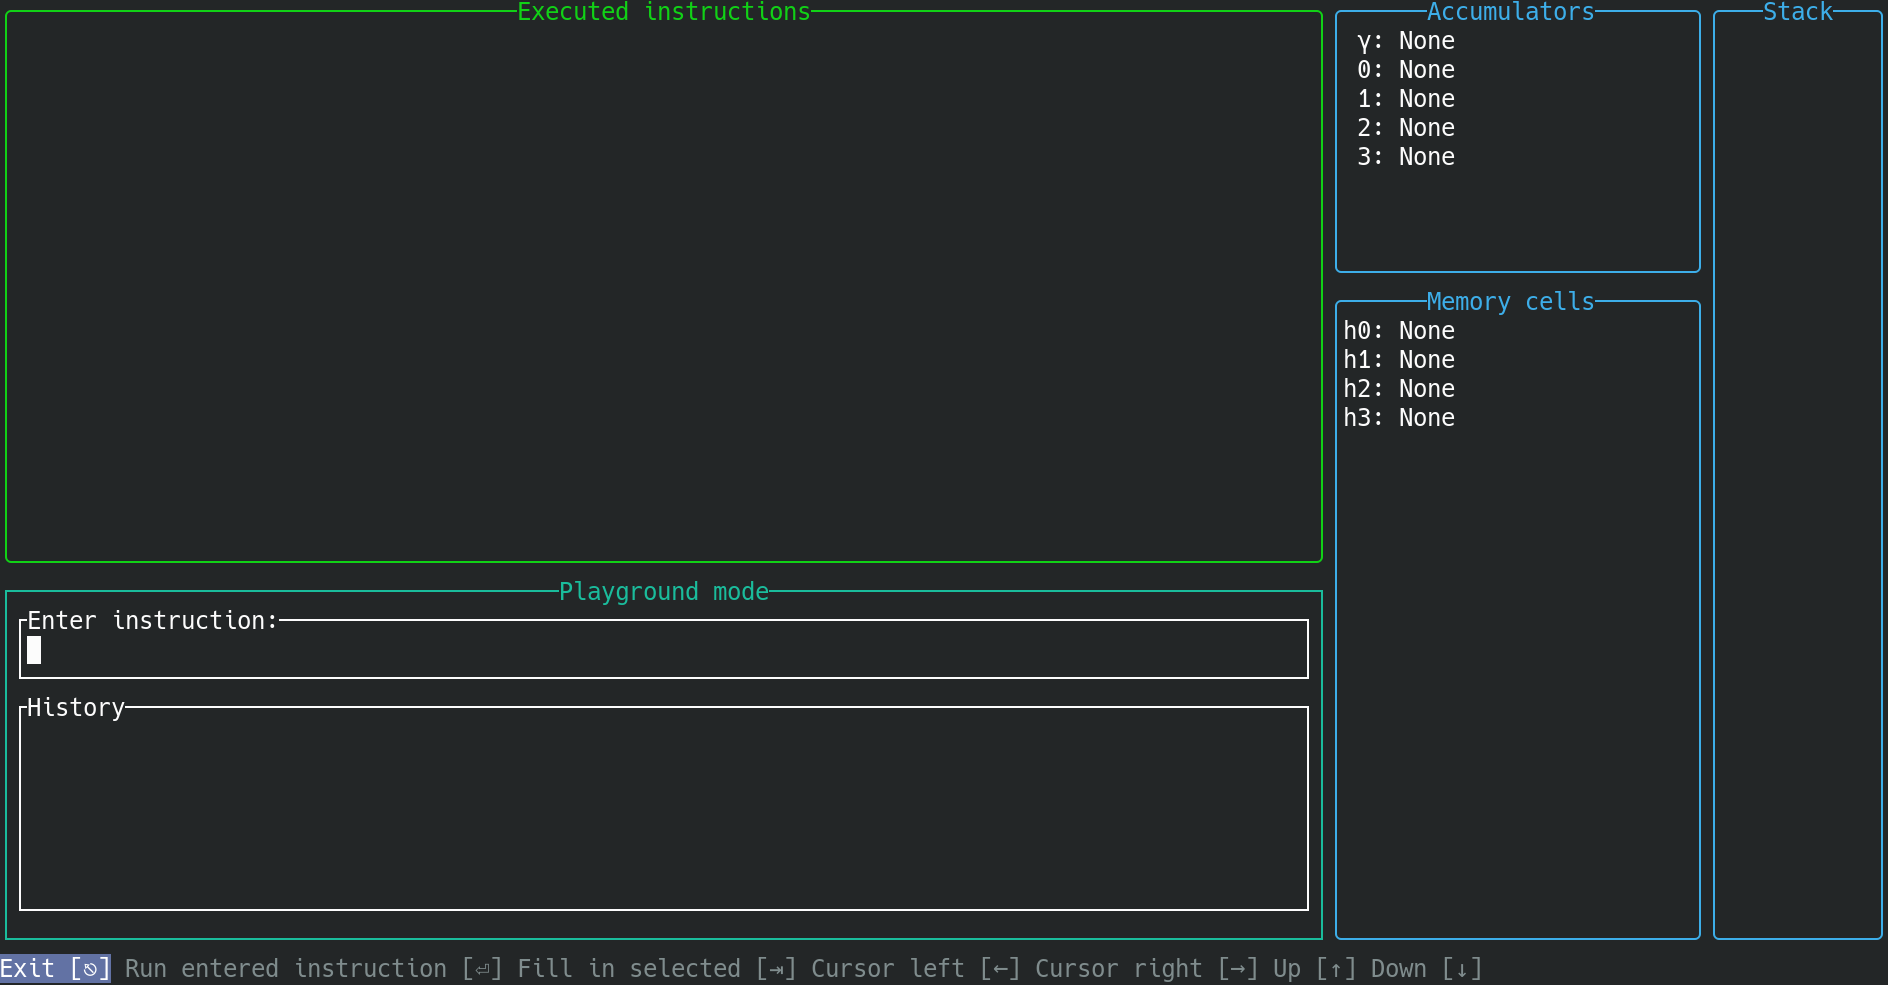 Executed instructions
Accumulators
γ: None
0: None
1: None
2: None
3: None
Memory cells
h0: None
h1: None
h2: None
h3: None
Stack
Playground mode
Enter instruction:
History
Exit [⎋] Run entered instruction [⏎] Fill in selected [⇥] Cursor left [←] Cursor right [→] Up [↑] Down [↓]